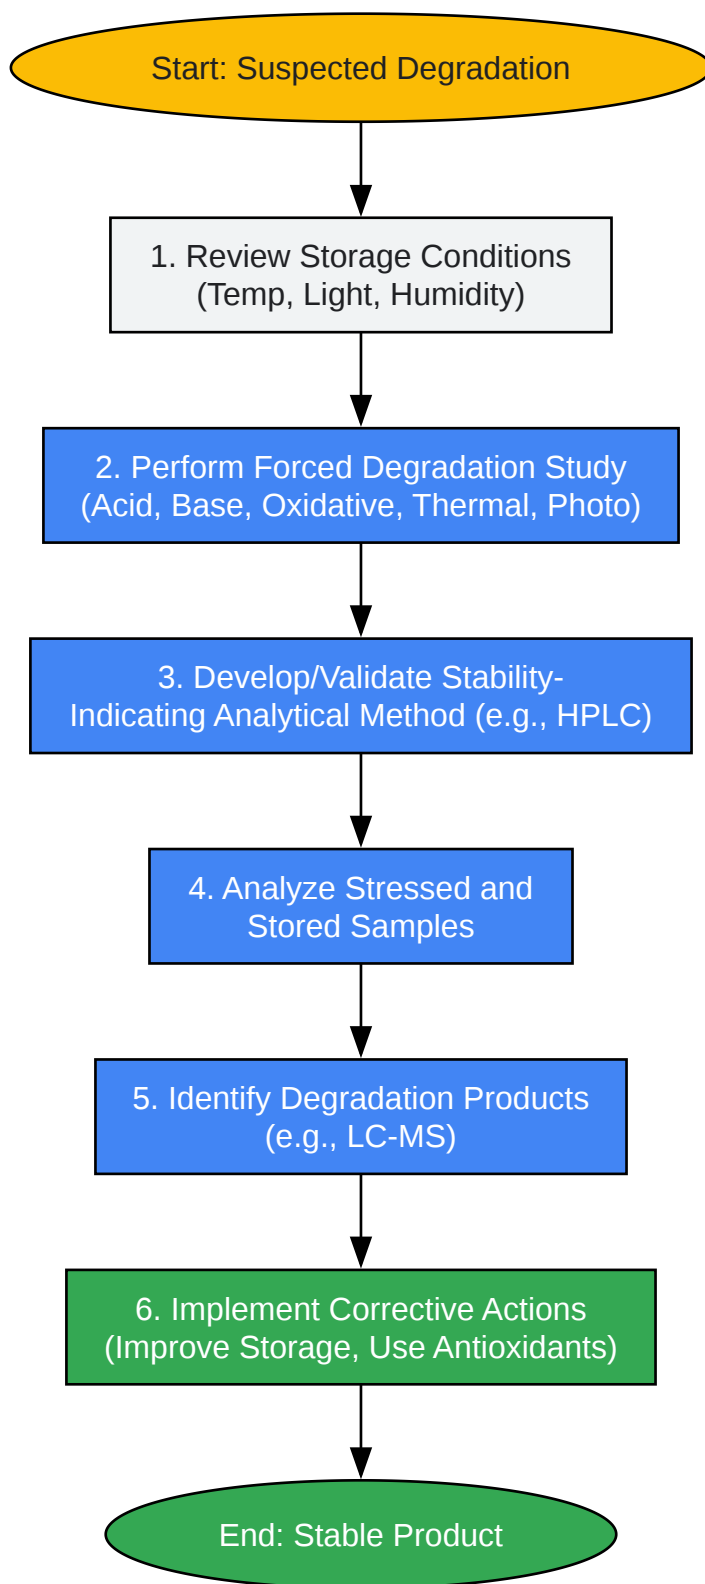 Start: Suspected Degradation
1. Review Storage Conditions
(Temp, Light, Humidity)
2. Perform Forced Degradation Study
(Acid, Base, Oxidative, Thermal, Photo)
3. Develop/Validate Stability-
Indicating Analytical Method (e.g., HPLC)
4. Analyze Stressed and
Stored Samples
5. Identify Degradation Products
(e.g., LC-MS)
6. Implement Corrective Actions
(Improve Storage, Use Antioxidants)
End: Stable Product